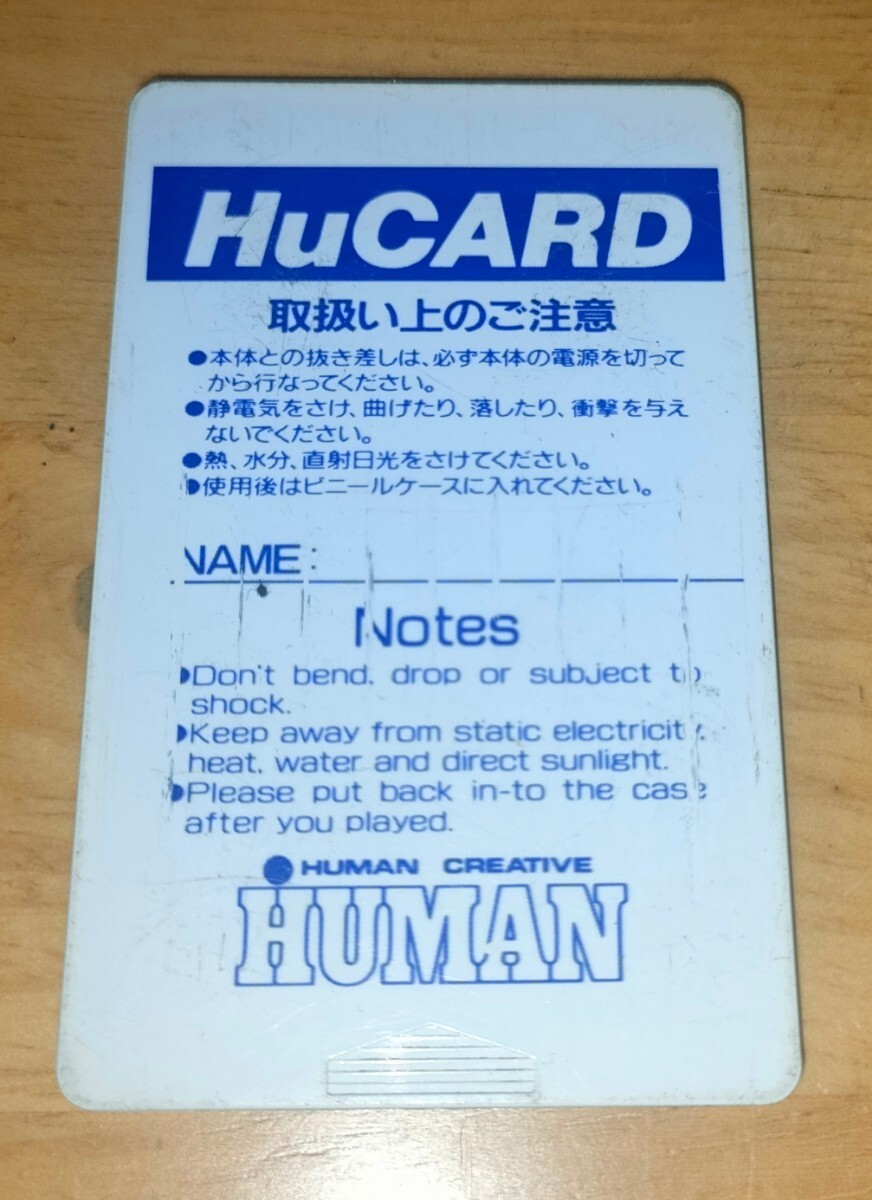 HuCARD
取扱い上のご注意
●本体との抜き差しは、必ず本体の電源を切って
から行なってください。
●静電気をさけ、曲げたり、落したり、衝撃を与え
ないでください。
●熱、水分、直射日光をさけてください。
●使用後はビニールケースに入れてください。
NAME:
Notes
●Don't bend, drop or subject to
shock.
●Keep away from static electricity,
heat, water and direct sunlight.
●Please put back in-to the case
after you played.
HUMAN CREATIVE
HUMAN